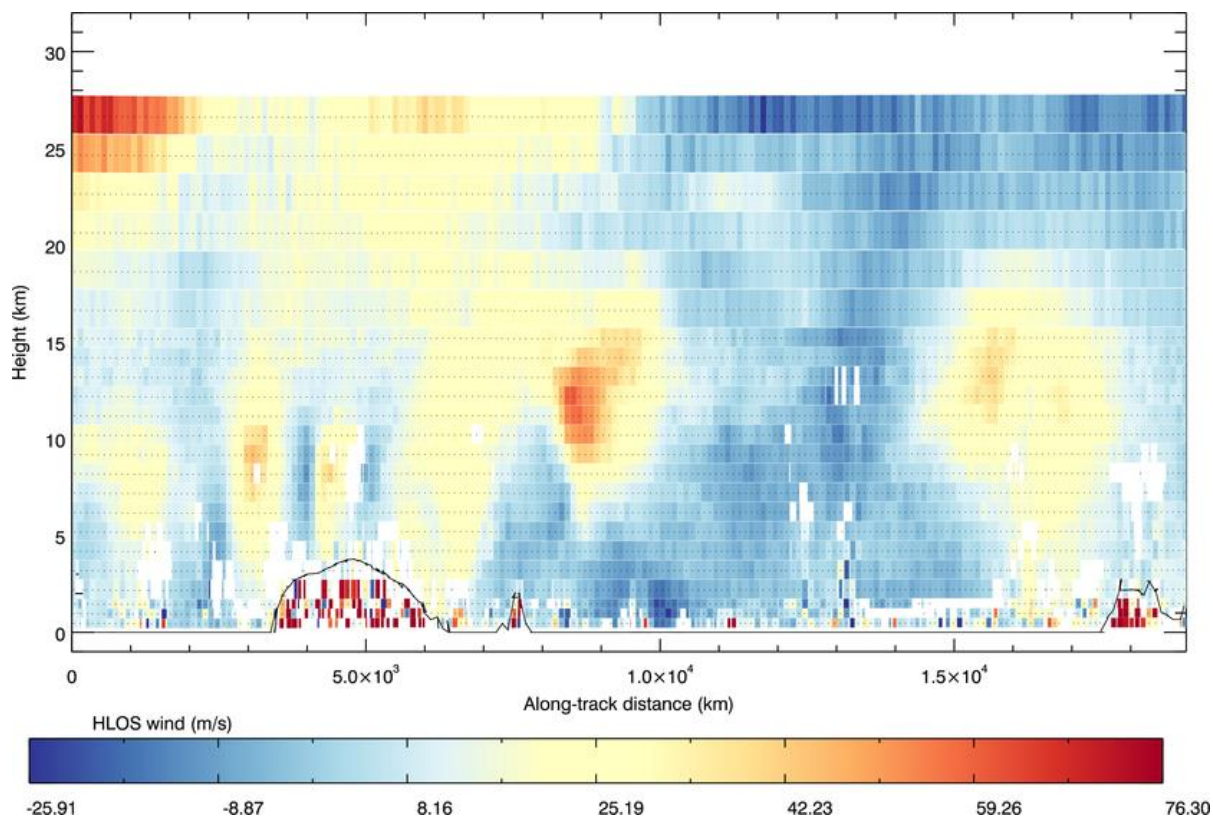 30
25
20
15
10
5
0
Height (km)
0 5.0×10³ 1.0×10⁴ 1.5×10⁴
Along-track distance (km)
HLOS wind (m/s)
-25.91 -8.87 8.16 25.19 42.23 59.26 76.30